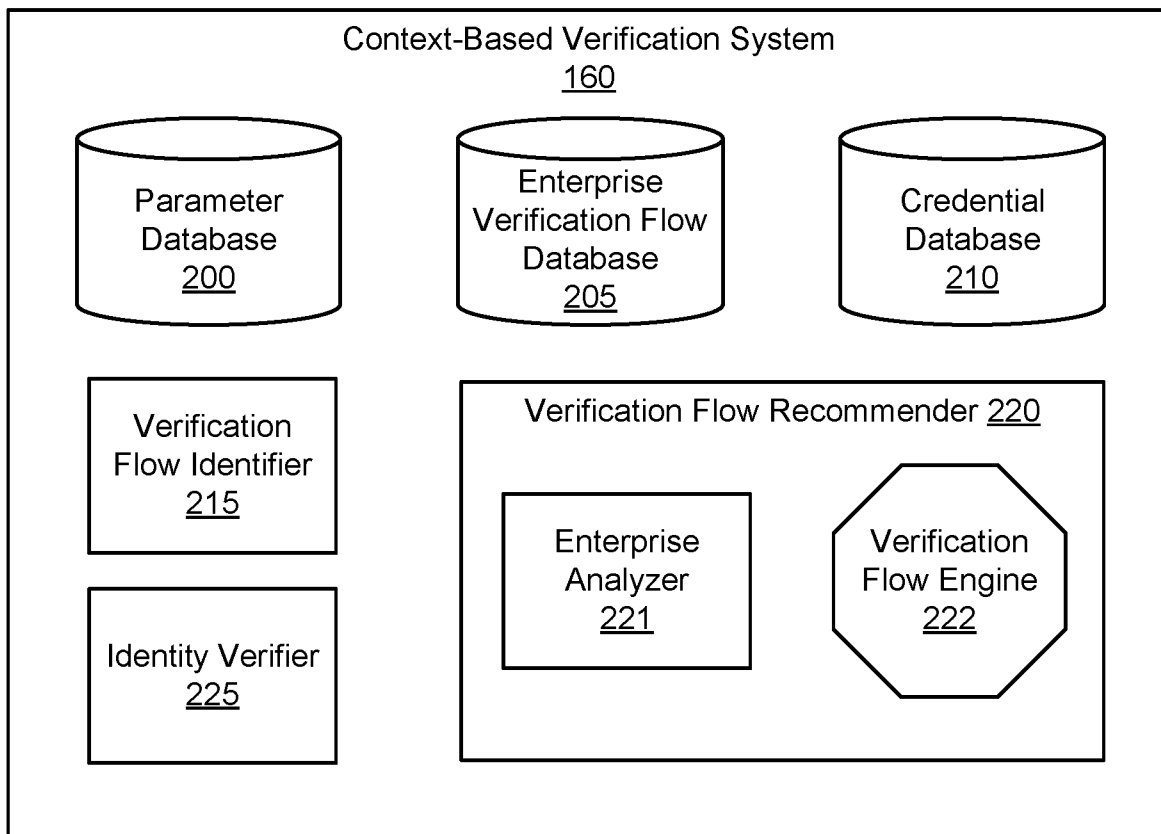 Context-Based Verification System
160
Parameter
Database
200
Enterprise
Verification Flow
Database
205
Credential
Database
210
Verification
Flow Identifier
215
Verification Flow Recommender 220
Enterprise
Analyzer
221
Verification
Flow Engine
222
Identity Verifier
225